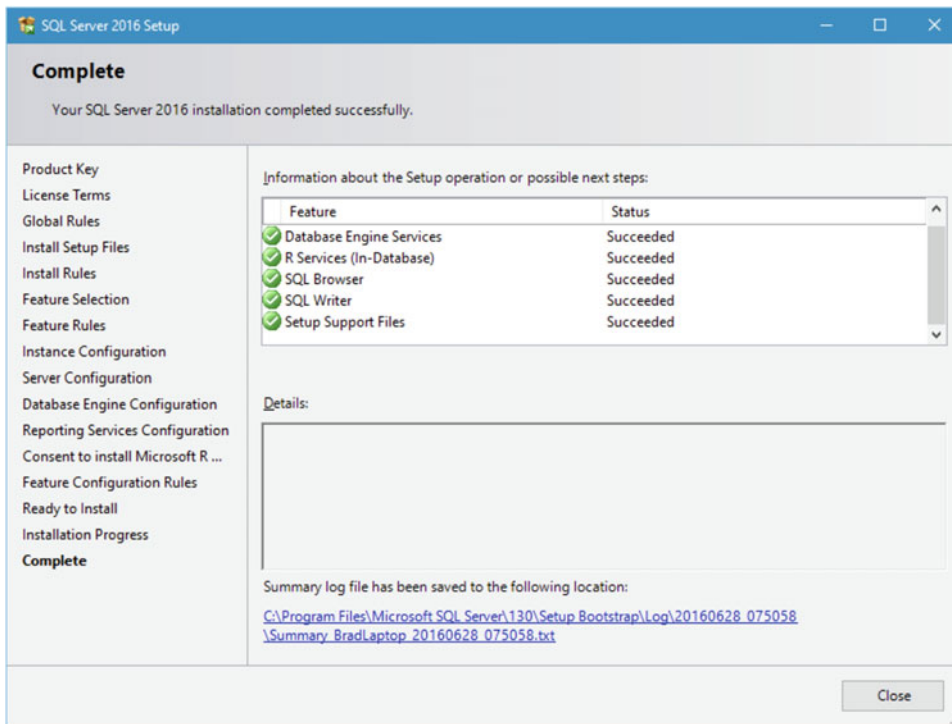 SQL Server 2016 Setup
Complete
Your SQL Server 2016 installation completed successfully.
Product Key
License Terms
Global Rules
Install Setup Files
Install Rules
Feature Selection
Feature Rules
Instance Configuration
Server Configuration
Database Engine Configuration
Reporting Services Configuration
Consent to install Microsoft R ...
Feature Configuration Rules
Ready to Install
Installation Progress
Complete
Information about the Setup operation or possible next steps:
Feature Status
Database Engine Services Succeeded
R Services (In-Database) Succeeded
SQL Browser Succeeded
SQL Writer Succeeded
Setup Support Files Succeeded
Details:
Summary log file has been saved to the following location:
C:\Program Files\Microsoft SQL Server\130\Setup Bootstrap\Log\20160628_075058
\Summary_BradLaptop_20160628_075058.txt
Close